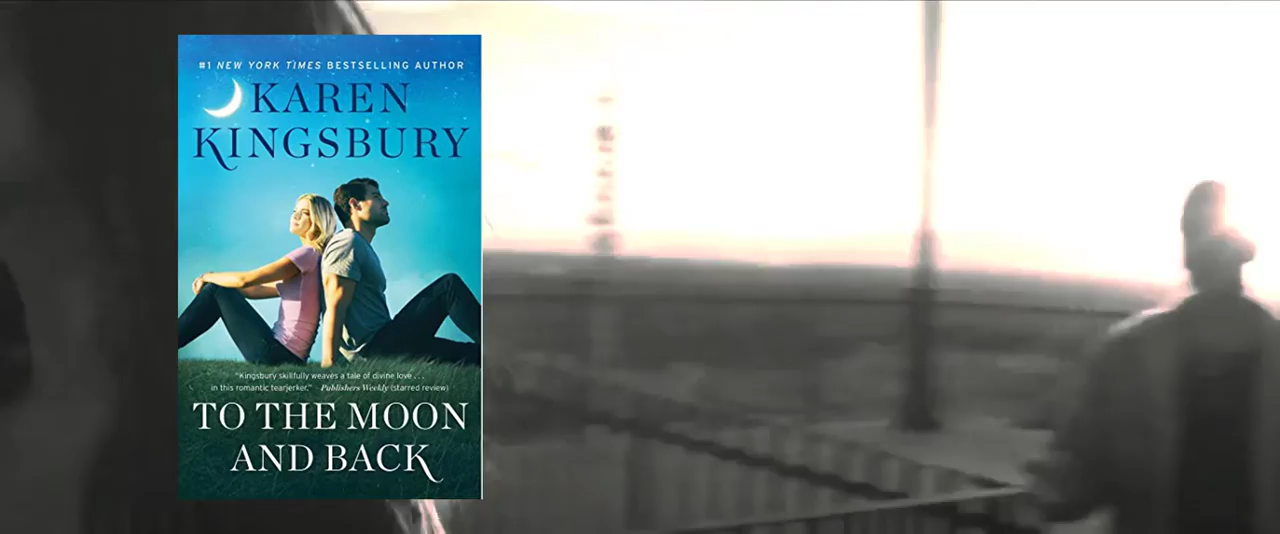 #1 NEW YORK TIMES BESTSELLING AUTHOR
KAREN
KINGSBURY
"Kingsbury skillfully weaves a tale of divine love . . .
in this romantic tearjerker." —Publishers Weekly (starred review)
TO THE MOON
AND BACK